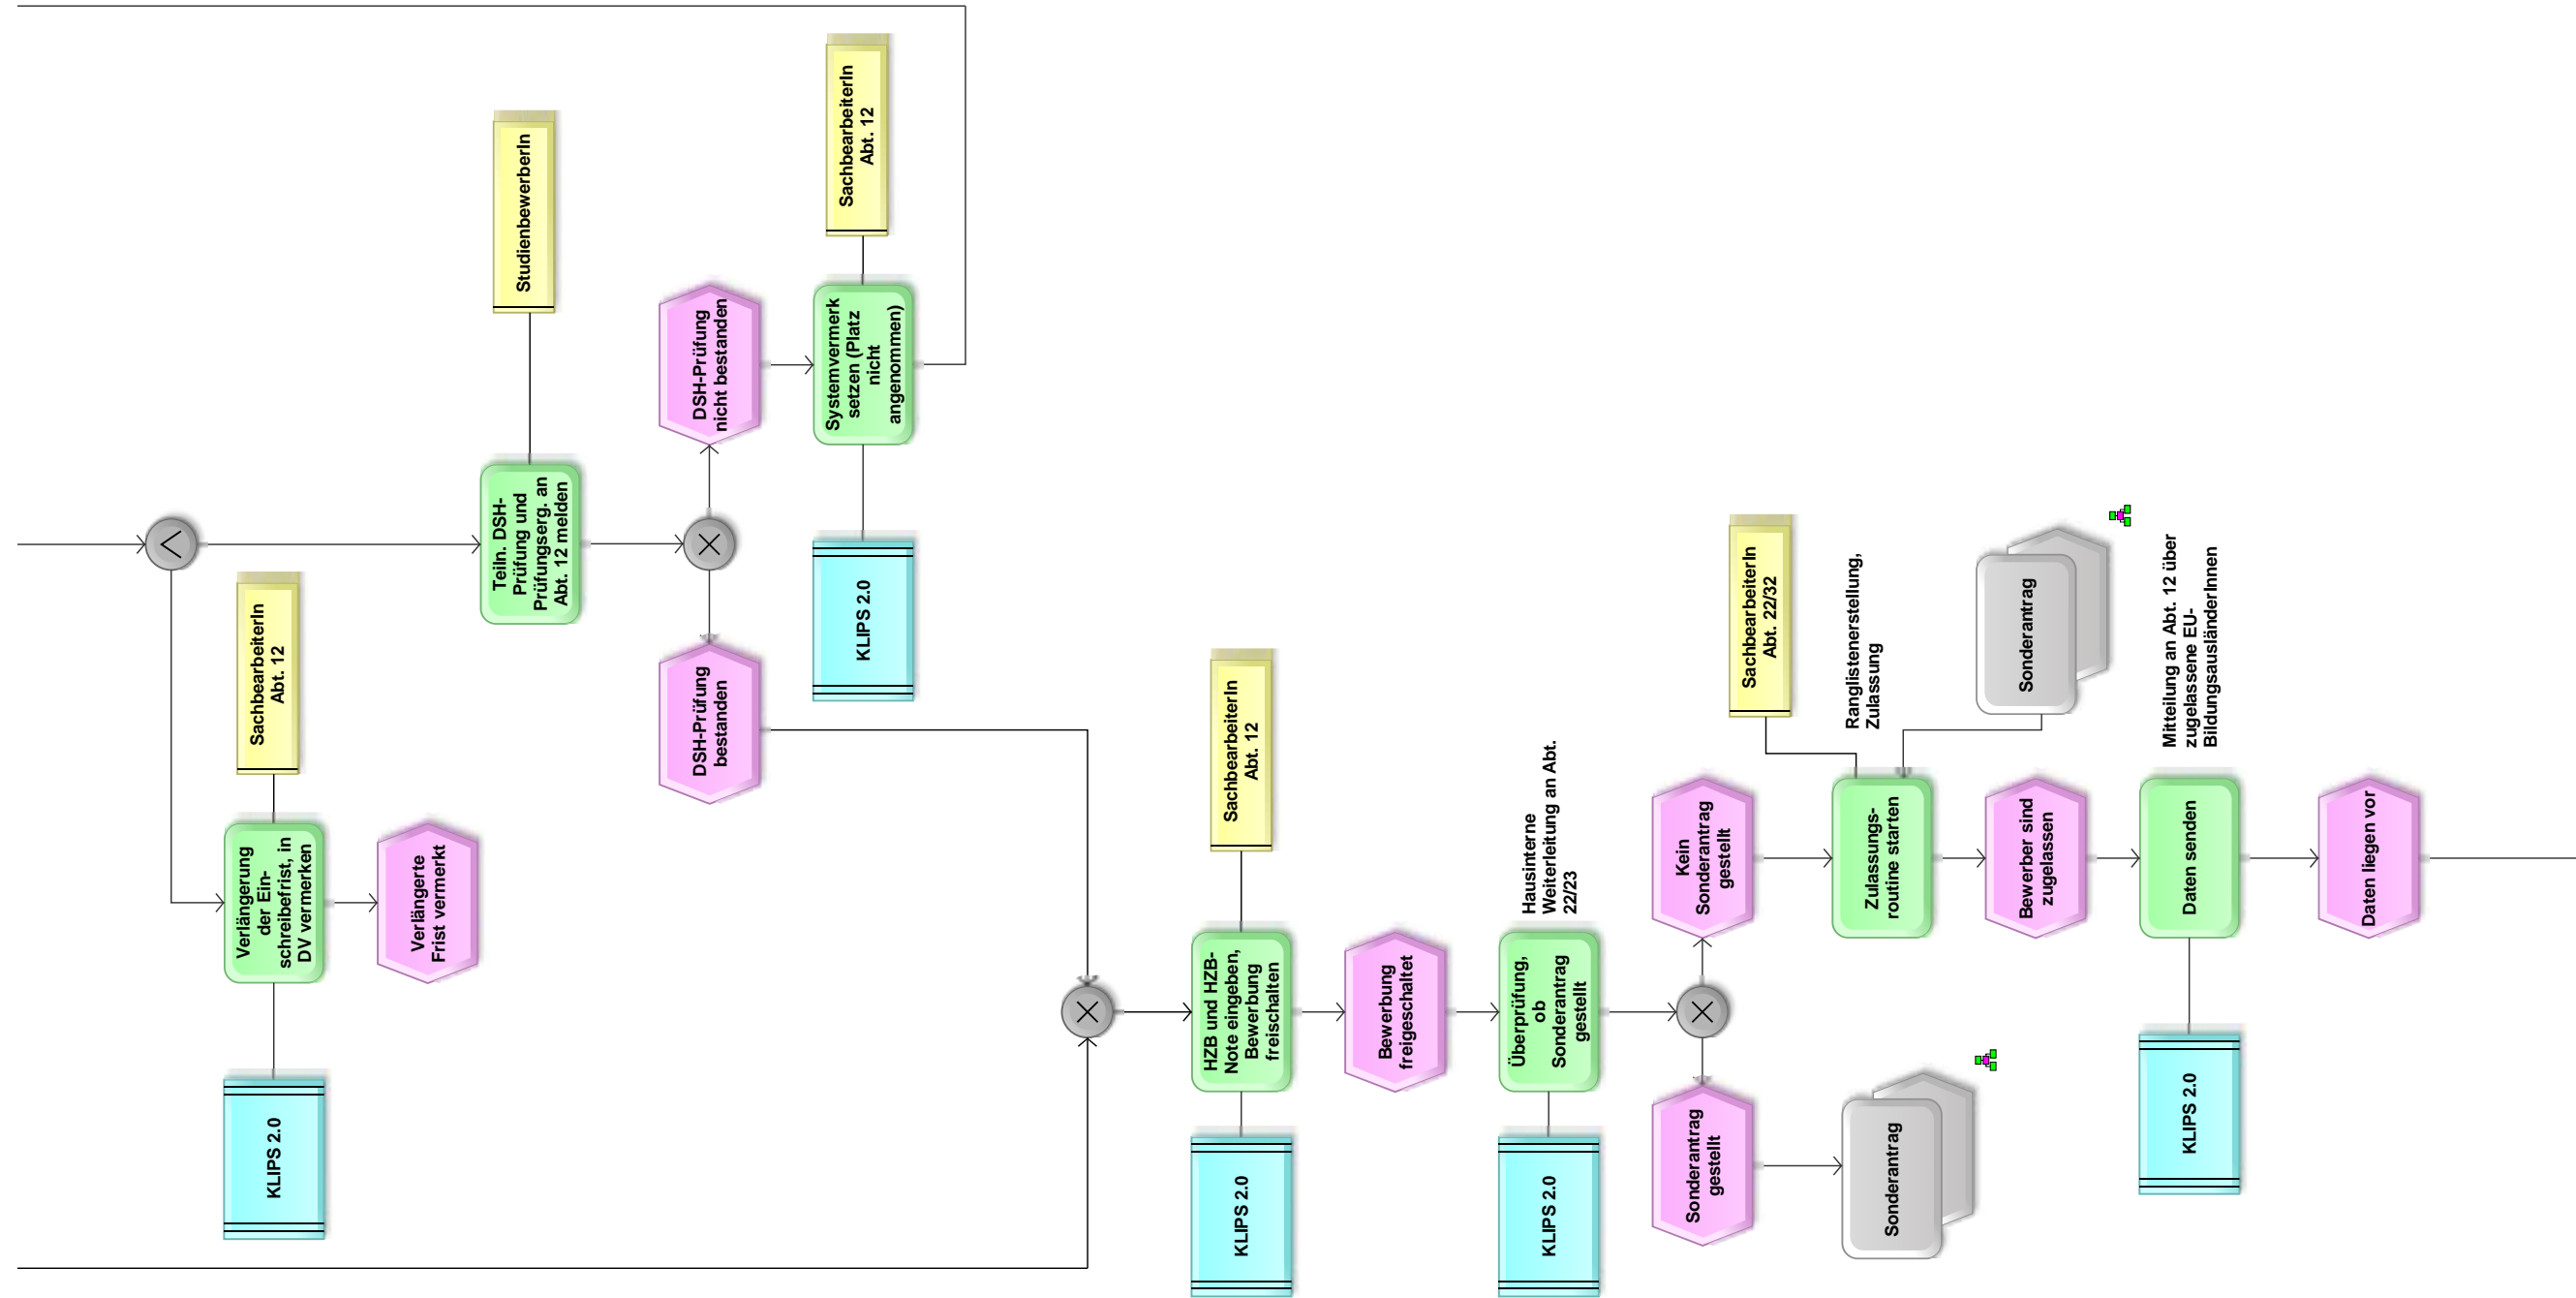 StudienbewerberIn
SachbearbeiterIn
Abt. 12
Teiln. DSH-
Prüfung und
Prüfungserg. an
Abt. 12 melden
DSH-Prüfung
nicht bestanden
Systemvermerk
setzen (Platz
nicht
angenommen)
KLIPS 2.0
SachbearbeiterIn
Abt. 12
Verlängerung
der Ein-
schreibefrist, in
DV vermerken
Verlängerte
Frist vermerkt
KLIPS 2.0
DSH-Prüfung
bestanden
SachbearbeiterIn
Abt. 12
HZB und HZB-
Note eingeben,
Bewerbung
freischalten
KLIPS 2.0
Bewerbung
freigeschaltet
Hausinterne
Weiterleitung an Abt.
22/23
Überprüfung,
ob
Sonderantrag
gestellt
KLIPS 2.0
Kein
Sonderantrag
gestellt
Sonderantrag
gestellt
Sonderantrag
SachbearbeiterIn
Abt. 22/32
Ranglistenerstellung,
Zulassung
Zulassungs-
routine starten
Sonderantrag
Bewerber sind
zugelassen
Mitteilung an Abt. 12 über
zugelassene EU-
BildungsausländerInnen
Daten senden
KLIPS 2.0
Daten liegen vor